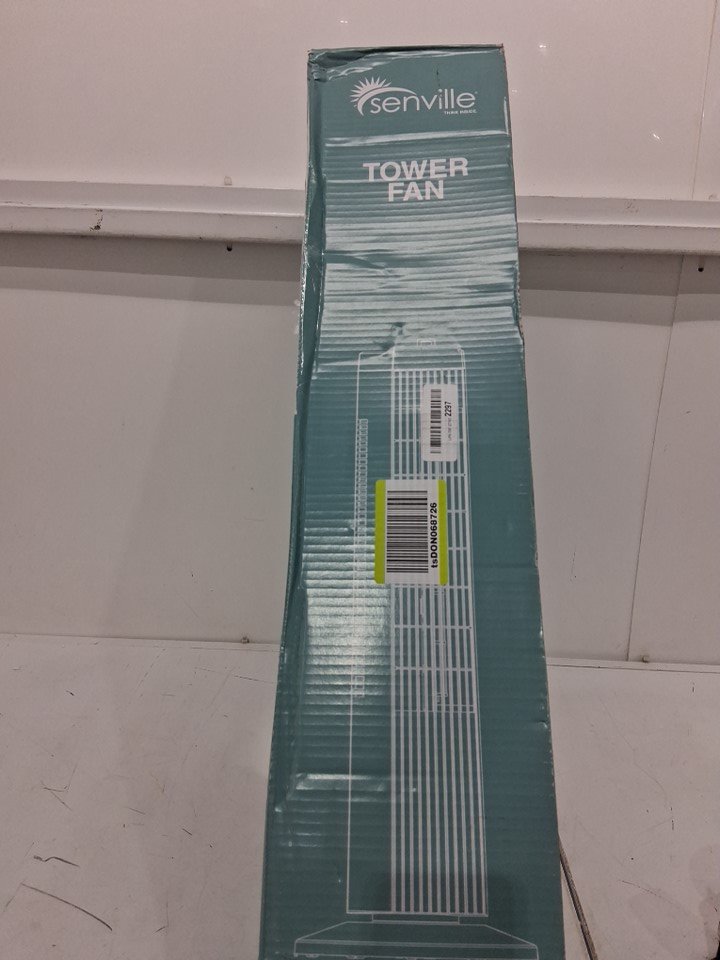 senville
TOWER
FAN
2297
tsDON068726